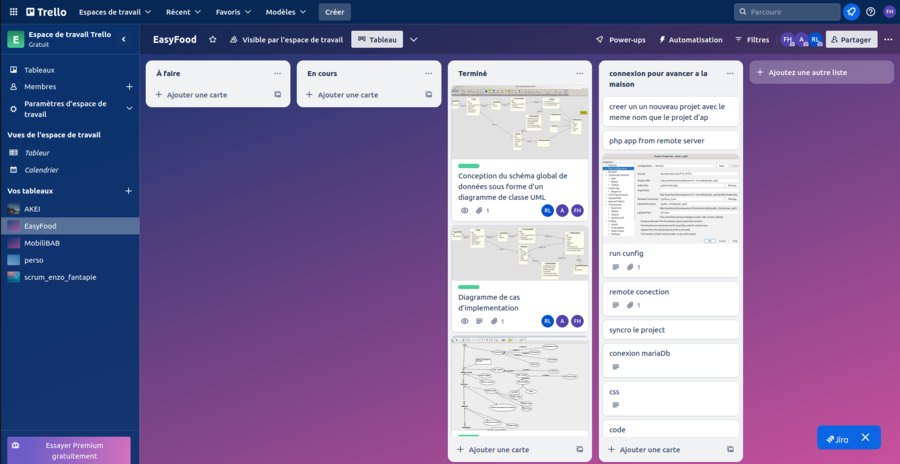 Trello
Espaces de travail
Récent
Favoris
Modèles
Créer
Parcourir
FH
E
Espace de travail Trello
Gratuit
EasyFood
Visible par l'espace de travail
Tableau
Power-ups
Automatisation
Filtres
FH
A
RL
Partager
Tableaux
Membres
Paramètres d'espace de
travail
Vues de l'espace de travail
Tableur
Calendrier
Vos tableaux
AKEI
EasyFood
MobiliBAB
perso
scrum_enzo_fantapie
Essayer Premium
gratuitement
À faire
Ajouter une carte
En cours
Ajouter une carte
Terminé
Conception du schéma global de
données sous forme d'un
diagramme de classe UML
1
RL
A
FH
Diagramme de cas
d'implementation
1
RL
A
FH
Ajouter une carte
connexion pour avancer a la
maison
creer un un nouveau projet avec le
meme nom que le projet d'ap
php app from remote server
run cunfig
1
remote conection
1
syncro le project
conexion mariaDb
css
code
Ajouter une carte
Ajoutez une autre liste
Jira